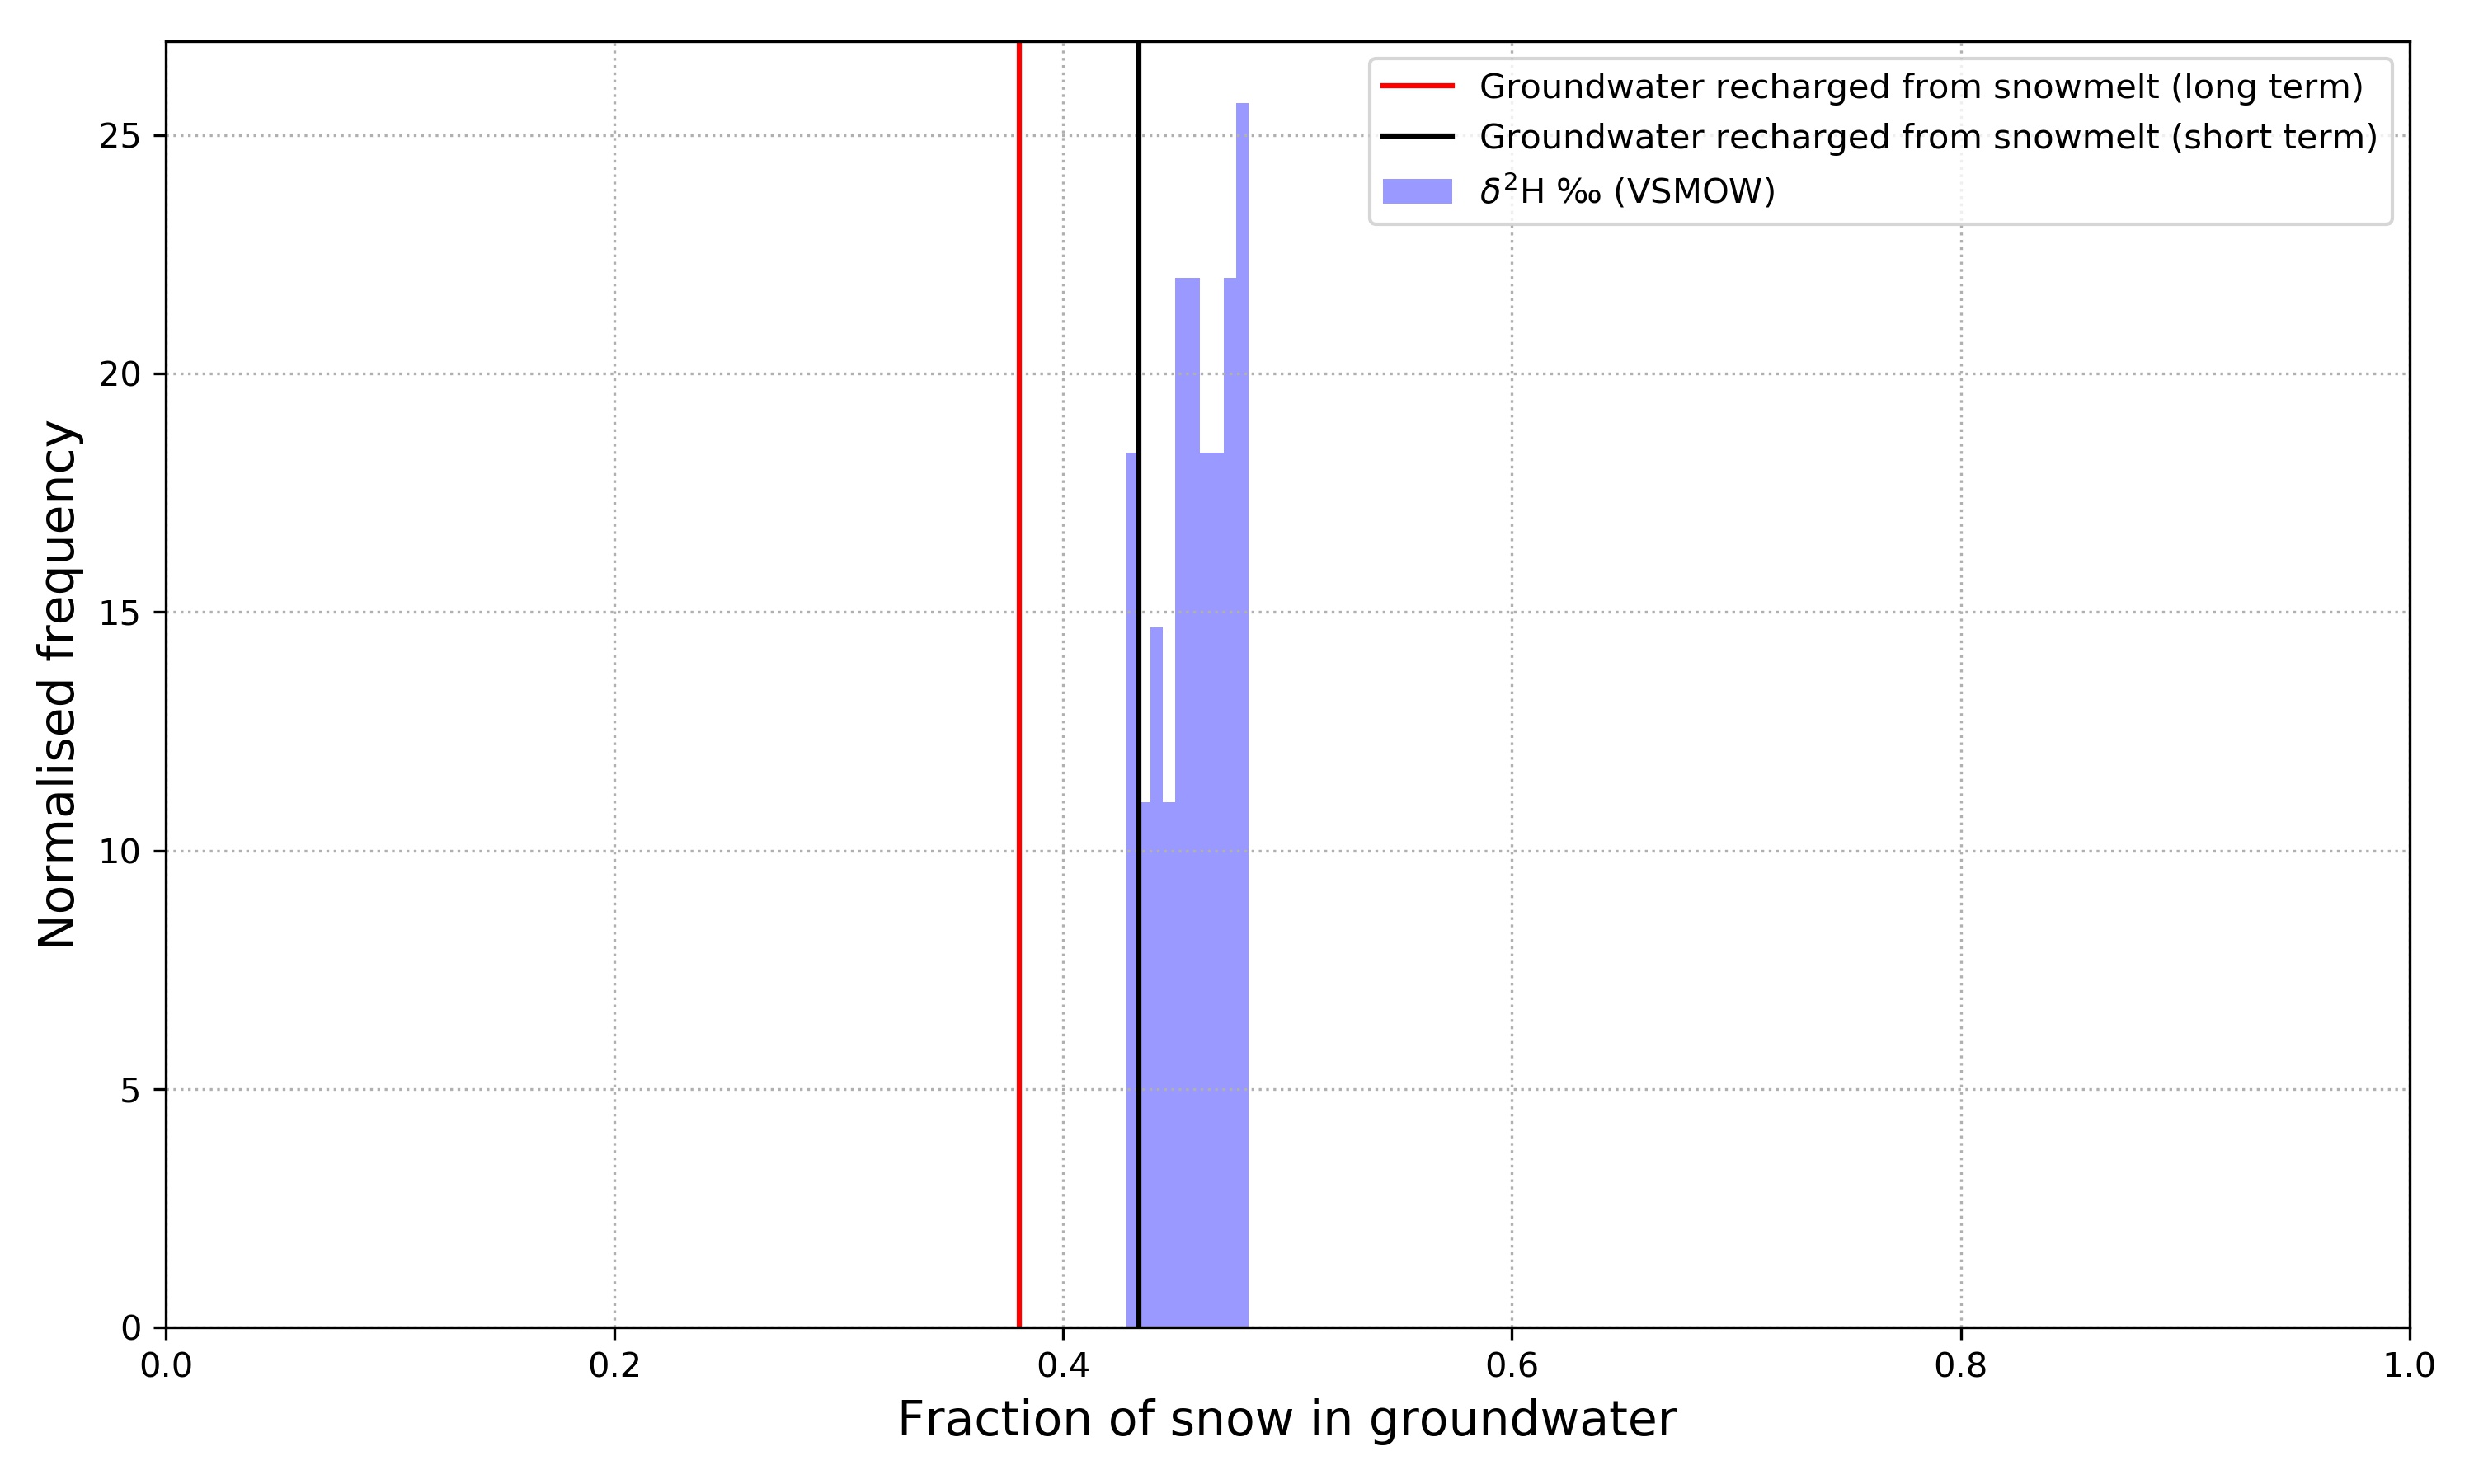 Groundwater recharged from snowmelt (long term)
Groundwater recharged from snowmelt (short term)
δ²H ‰ (VSMOW)
Normalised frequency
25
20
15
10
5
0
0.0 0.2 0.4 0.6 0.8 1.0
Fraction of snow in groundwater